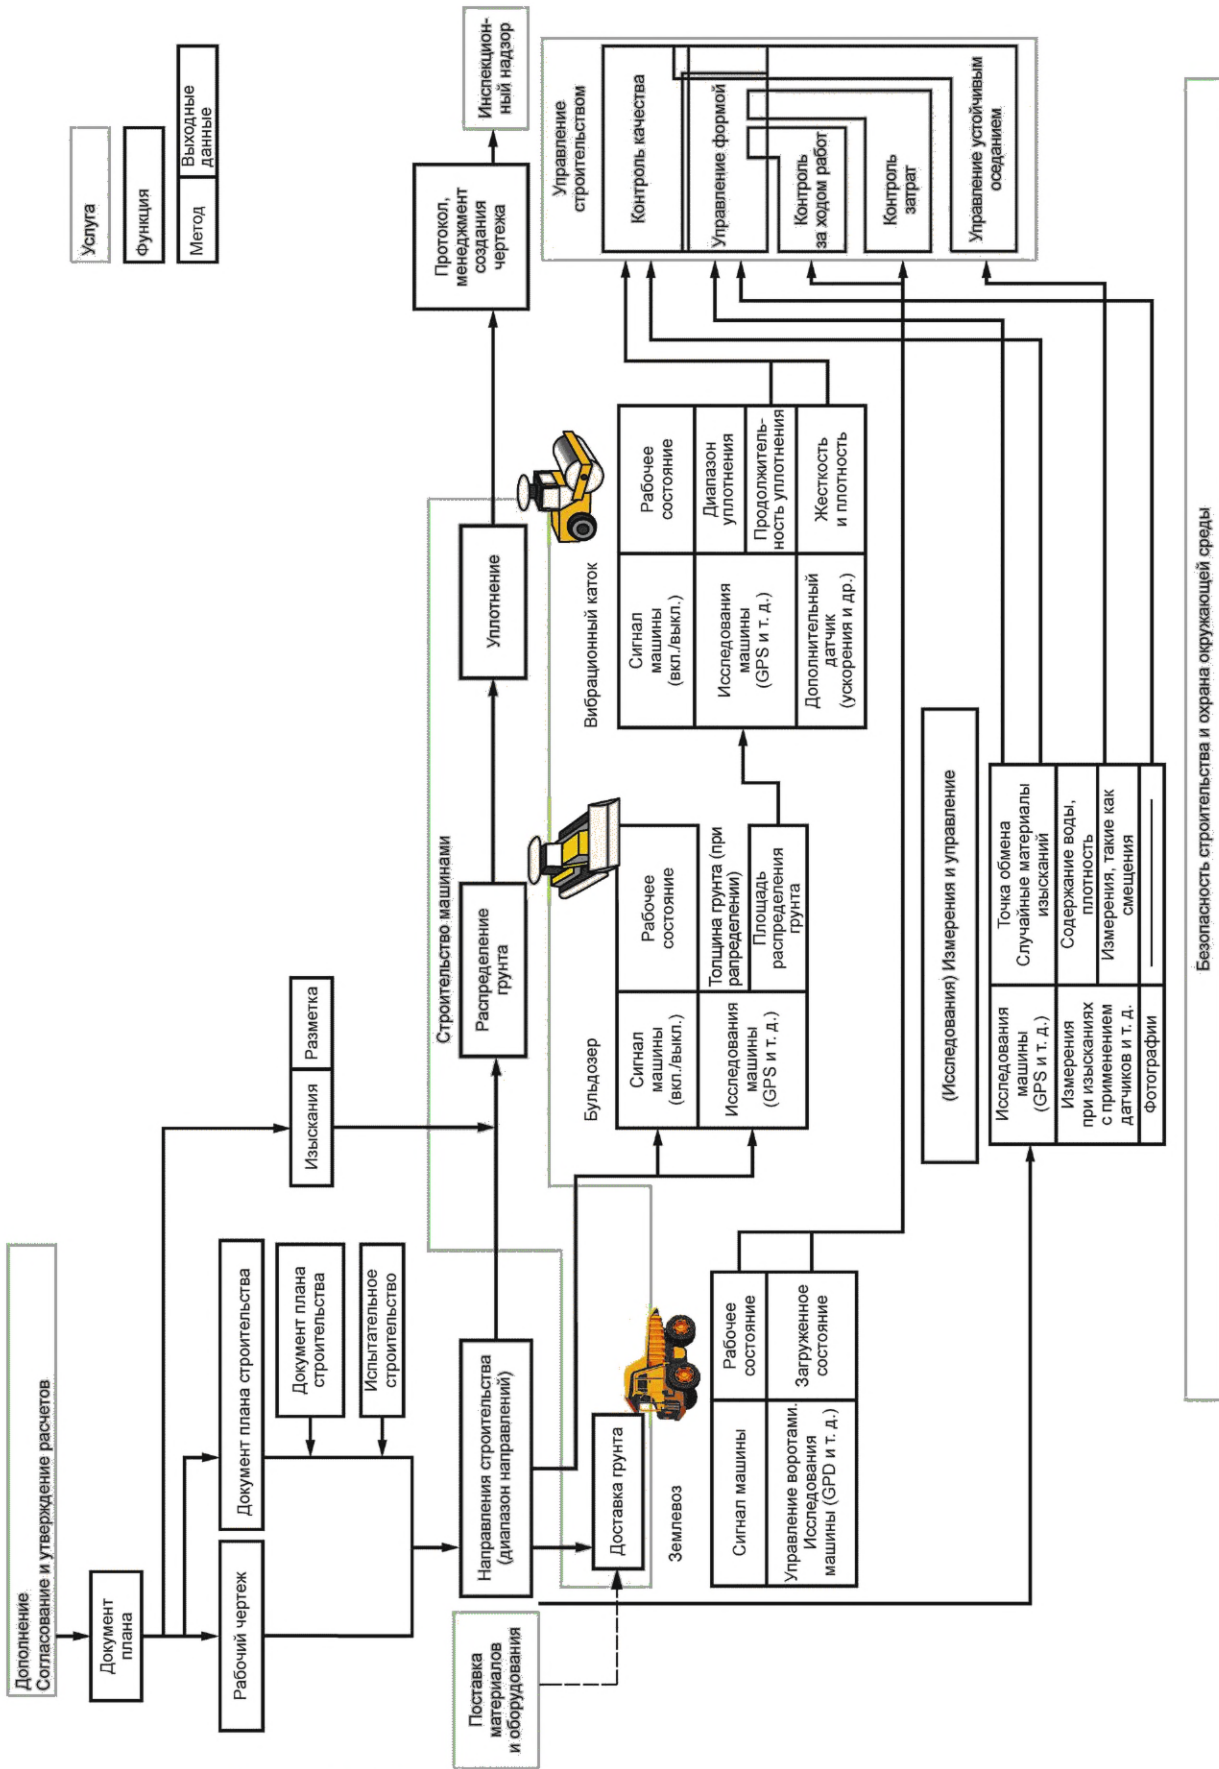 Дополнение
Согласование и утверждение расчетов
Документ
плана
Рабочий чертеж
Документ плана строительства
Документ плана
строительства
Испытательное
строительство
Изыскания
Разметка
Услуга
Функция
Метод
Выходные
данные
Поставка
материалов
и оборудования
Направления строительства
(диапазон направлений)
Строительство машинами
Распределение
грунта
Уплотнение
Протокол,
менеджмент
создания
чертежа
Инспекцион-
ный надзор
Доставка грунта
Землевоз
Сигнал машины
Рабочее
состояние
Управление воротами.
Исследования
машины (GPD и т. д.)
Загруженное
состояние
Бульдозер
Сигнал
машины
(вкл./выкл.)
Рабочее
состояние
Исследования
машины
(GPS и т. д.)
Толщина грунта (при
рапределении)
Площадь
распределения
грунта
Вибрационный каток
Сигнал
машины
(вкл./выкл.)
Рабочее
состояние
Исследования
машины
(GPS и т. д.)
Диапазон
уплотнения
Продолжитель-
ность уплотнения
Дополнительный
датчик
(ускорения и др.)
Жесткость
и плотность
Управление
строительством
Контроль качества
Управление формой
Контроль
за ходом работ
Контроль
затрат
Управление устойчивым
оседанием
(Исследования) Измерения и управление
Исследования
машины
(GPS и т. д.)
Точка обмена
Случайные материалы
изысканий
Измерения
при изысканиях
с применением
датчиков и т. д.
Содержание воды,
плотность
Измерения, такие как
смещения
Фотографии
Безопасность строительства и охрана окружающей среды